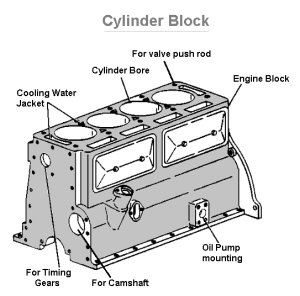 Cylinder Block
For valve push rod
Cylinder Bore
Engine Block
Cooling Water
Jacket
Oil Pump
mounting
For Timing
Gears
For Camshaft